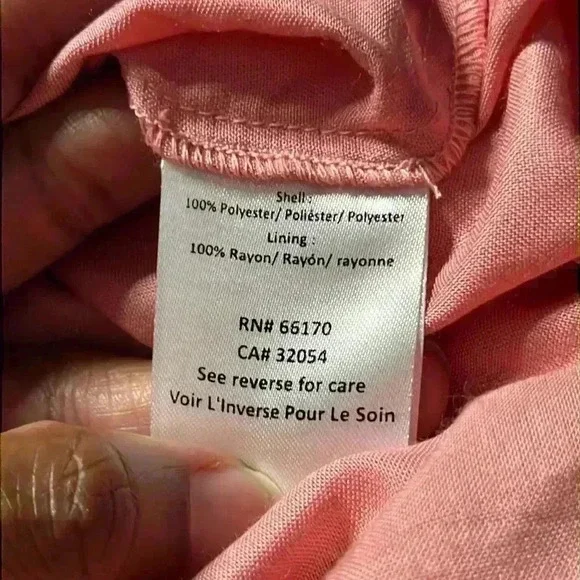 Shell :
100% Polyester/ Poliéster/ Polyester
Lining :
100% Rayon/ Rayón/ rayonne
RN# 66170
CA# 32054
See reverse for care
Voir L'Inverse Pour Le Soin